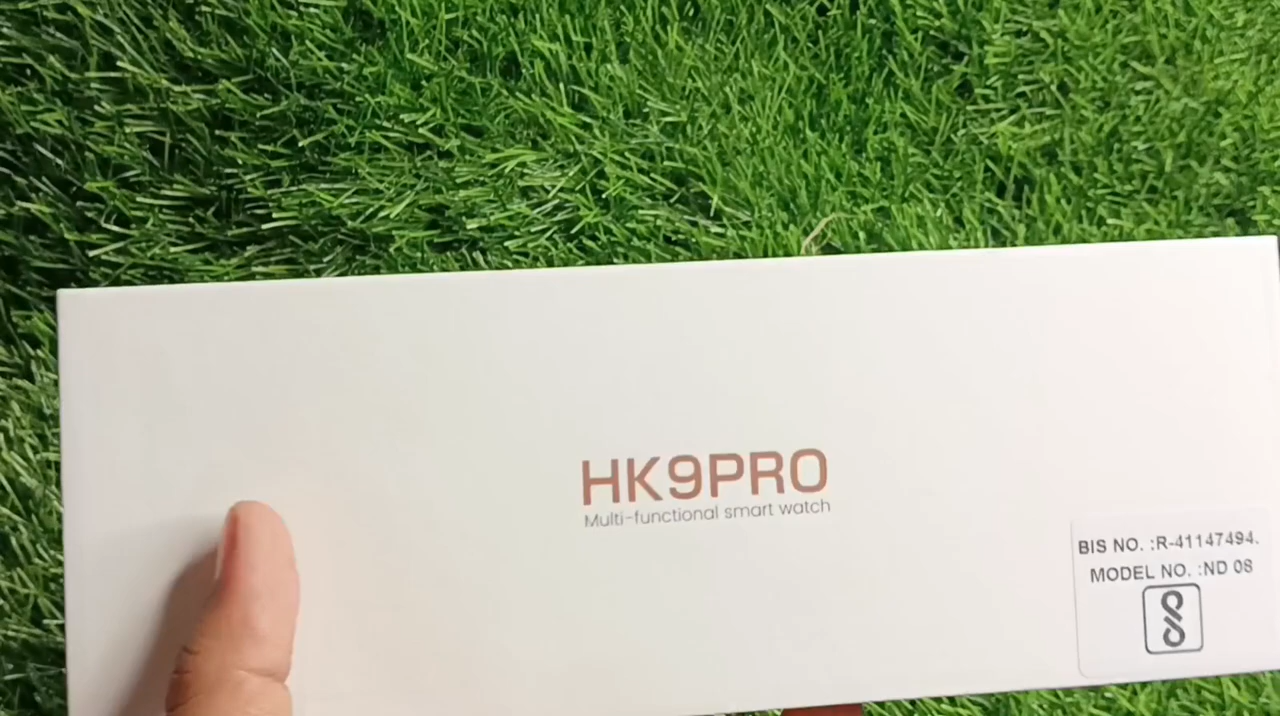 HK9PRO
Multi-functional smart watch
BIS NO. :R-41147494.
MODEL NO. :ND 08